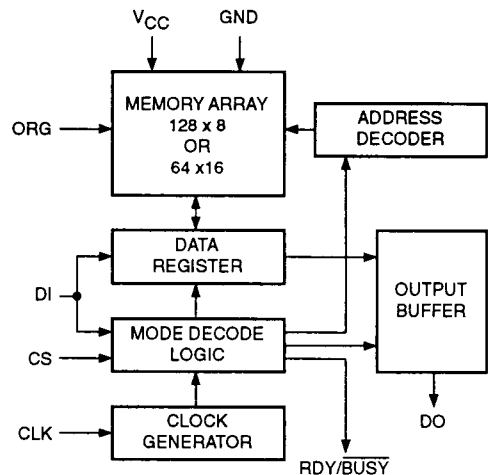 VCC
GND
MEMORY ARRAY
128 x 8
OR
64 x16
ORG
ADDRESS
DECODER
DATA
REGISTER
DI
OUTPUT
BUFFER
MODE DECODE
LOGIC
CS
CLOCK
GENERATOR
CLK
DO
RDY/BUSY